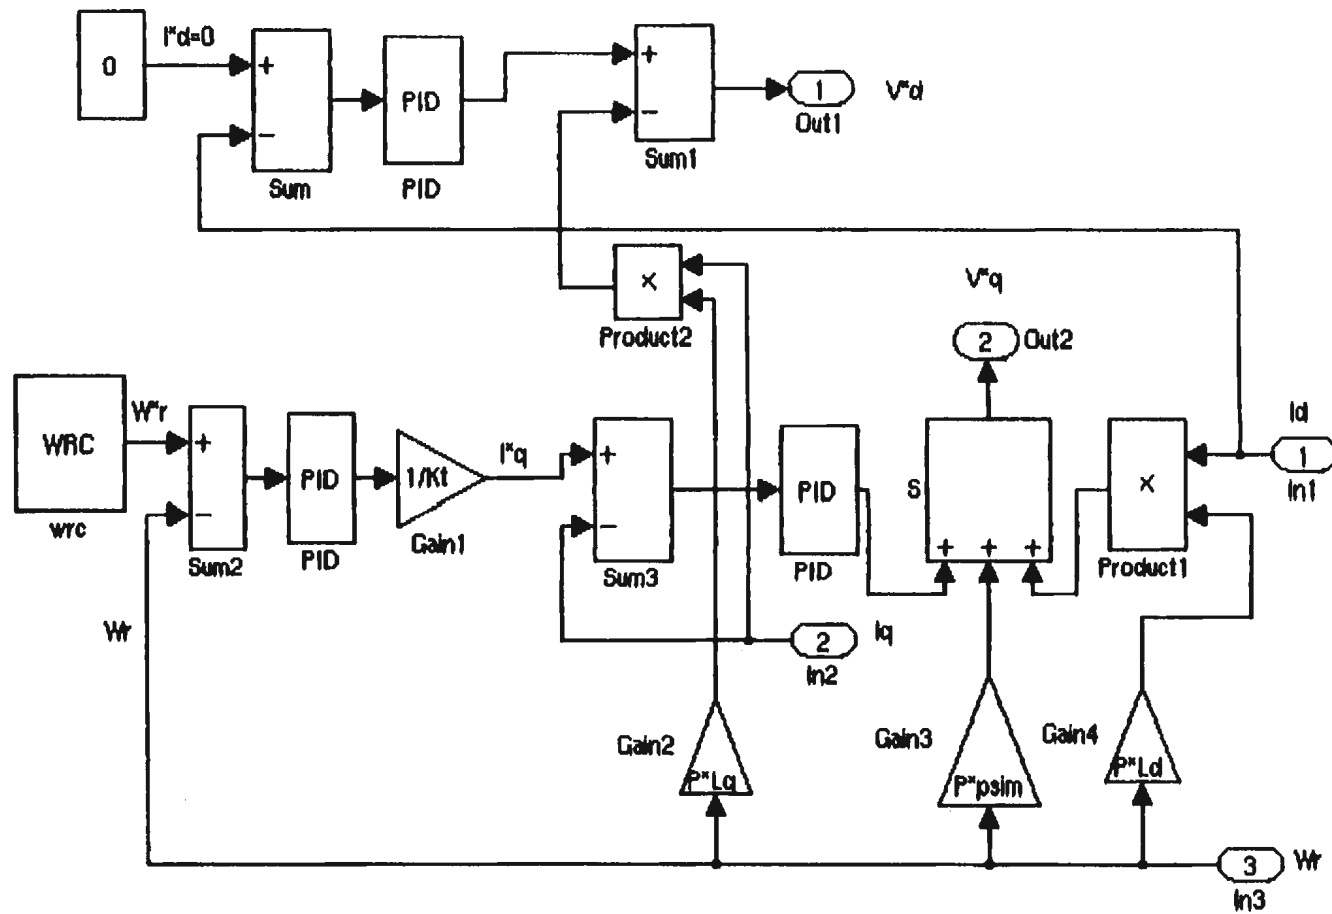 I*d=0
0
+
-
Sum
PID
PID
+
-
Sum1
1
Out1
V*d
×
Product2
V*q
2
Out2
WRC
wrc
W*r
+
-
Sum2
PID
PID
1/Kt
Gain1
I*q
+
-
Sum3
PID
PID
S
+ + +
×
Product1
Id
1
In1
Wr
2
Iq
In2
Gain2
P*Lq
Gain3
P*psim
Gain4
P*Ld
3
Wr
In3